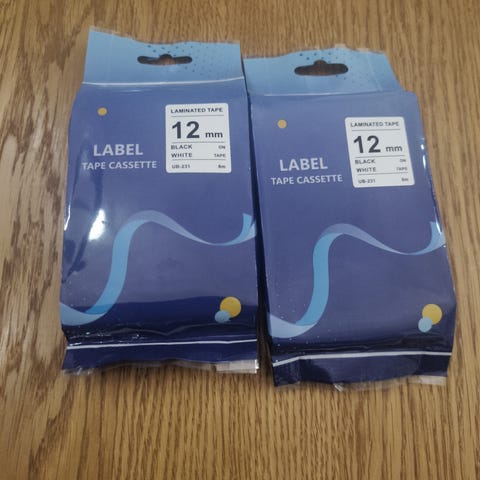 LAMINATED TAPE
12 mm
BLACK ON
WHITE TAPE
UB-231 8m
LABEL
TAPE CASSETTE
LAMINATED TAPE
12 mm
BLACK ON
WHITE TAPE
UB-231 8m
LABEL
TAPE CASSETTE